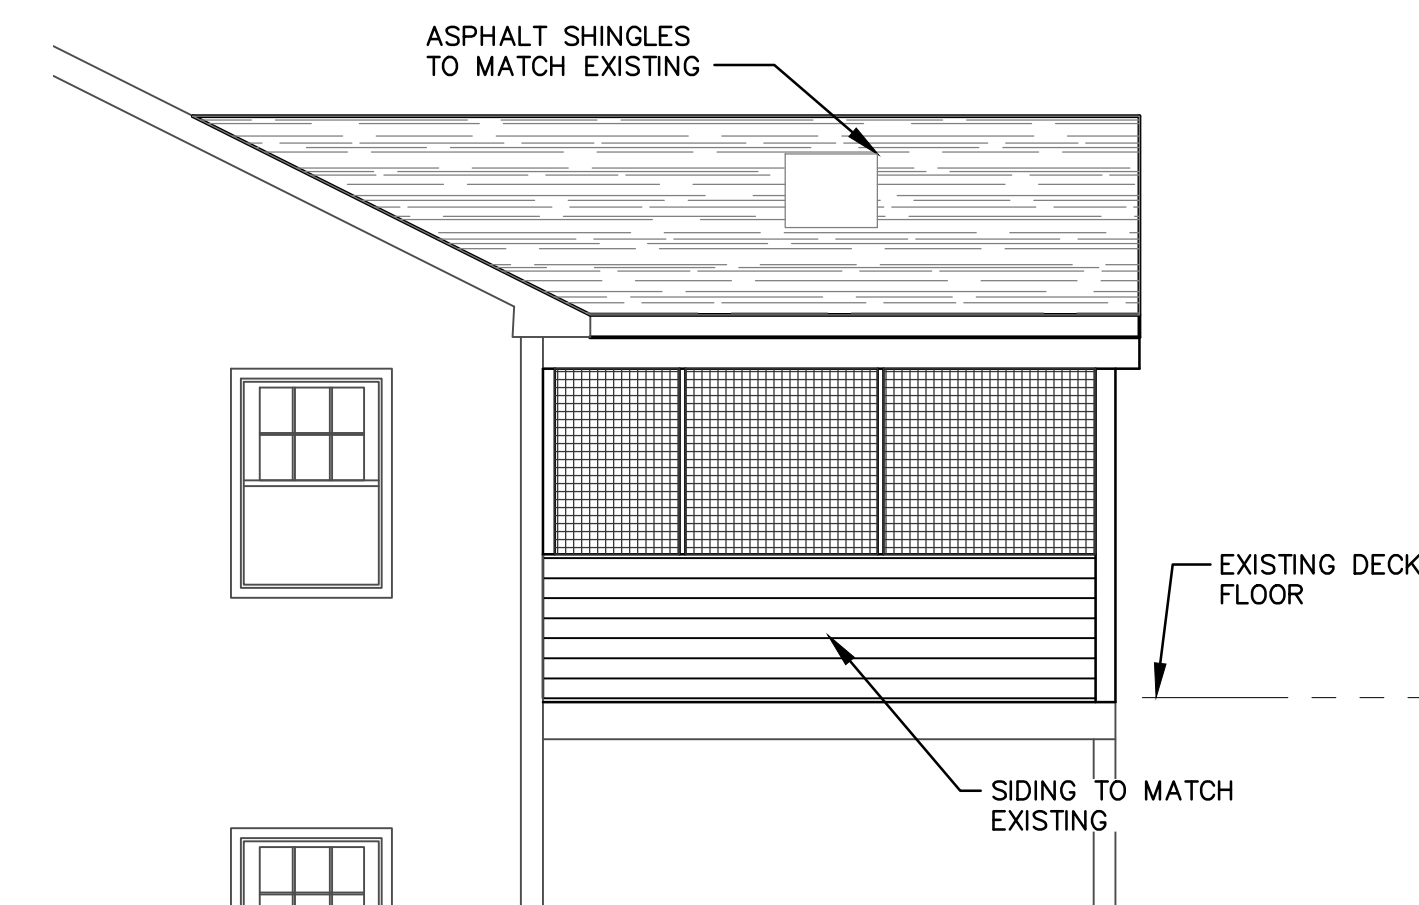 ASPHALT SHINGLES
TO MATCH EXISTING
EXISTING DECK
FLOOR
SIDING TO MATCH
EXISTING